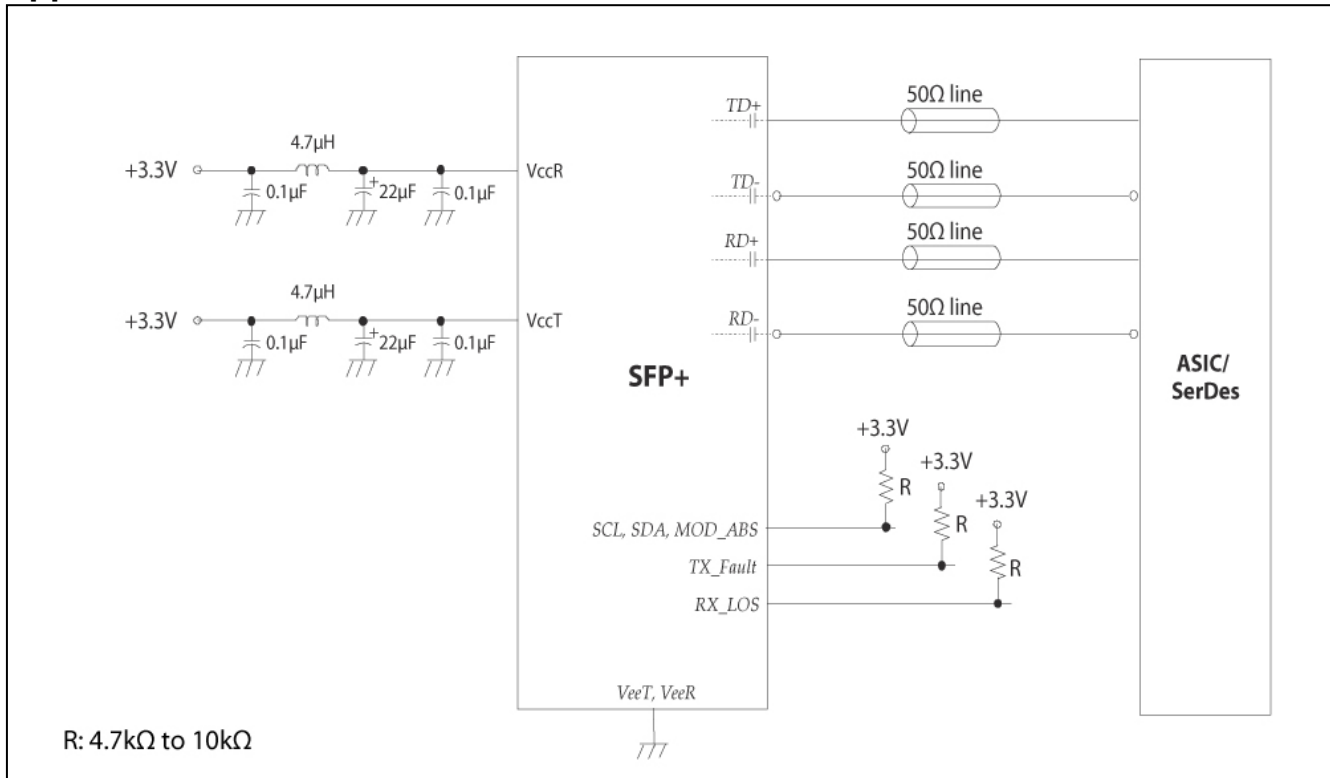 4.7µH
+3.3V
0.1µF
+
22µF
0.1µF
VccR
4.7µH
+3.3V
0.1µF
+
22µF
0.1µF
VccT
SFP+
TD+
50Ω line
TD-
50Ω line
RD+
50Ω line
RD-
50Ω line
ASIC/
SerDes
+3.3V
R
+3.3V
R
+3.3V
R
SCL, SDA, MOD_ABS
TX_Fault
RX_LOS
VeeT, VeeR
R: 4.7kΩ to 10kΩ